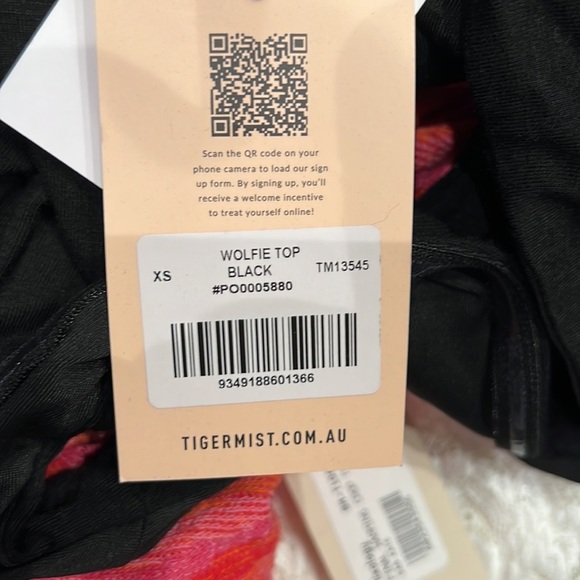 Scan the QR code on your
phone camera to load our sign
up form. By signing up, you'll
receive a welcome incentive
to treat yourself online!
WOLFIE TOP
XS BLACK TM13545
#PO0005880
9349188601366
TIGERMIST.COM.AU